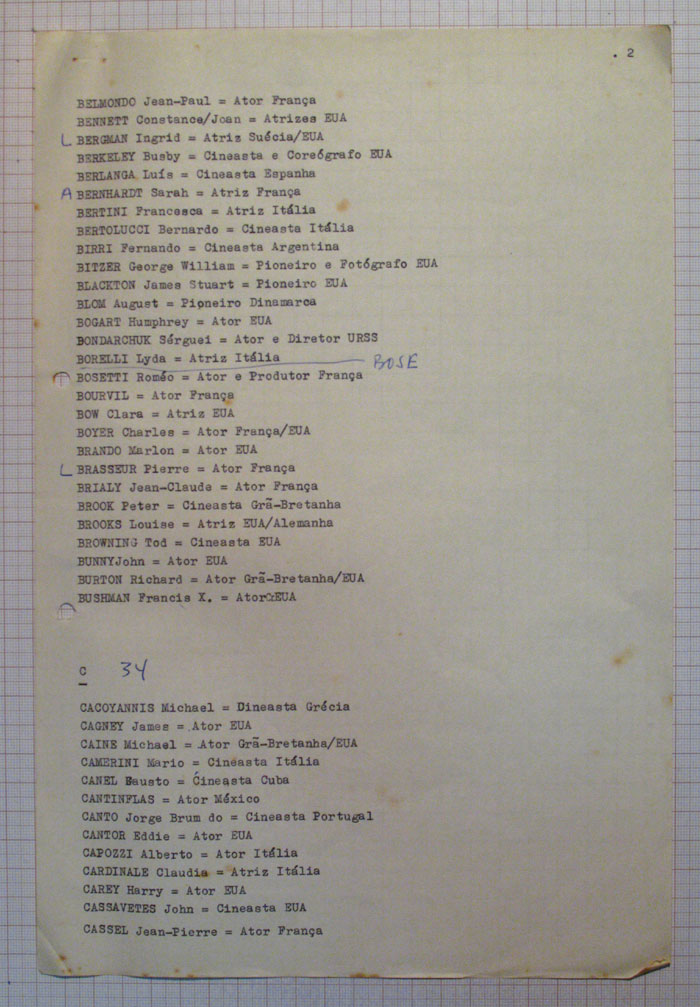 . 2
BELMONDO Jean-Paul = Ator França
BENNETT Constance/Joan = Atrizes EUA
L BERGMAN Ingrid = Atriz Suécia/EUA
BERKELEY Busby = Cineasta e Coreógrafo EUA
BERLANGA Luís = Cineasta Espanha
A BERNHARDT Sarah = Atriz França
BERTINI Francesca = Atriz Itália
BERTOLUCCI Bernardo = Cineasta Itália
BIRRI Fernando = Cineasta Argentina
BITZER George William = Pioneiro e Fotógrafo EUA
BLACKTON James Stuart = Pioneiro EUA
BLOM August = Pioneiro Dinamarca
BOGART Humphrey = Ator EUA
BONDARCHUK Sérguei = Ator e Diretor URSS
BORELLI Lyda = Atriz Itália BOSE
BOSETTI Roméo = Ator e Produtor França
BOURVIL = Ator França
BOW Clara = Atriz EUA
BOYER Charles = Ator França/EUA
BRANDO Marlon = Ator EUA
L BRASSEUR Pierre = Ator França
BRIALY Jean-Claude = Ator França
BROOK Peter = Cineasta Grã-Bretanha
BROOKS Louise = Atriz EUA/Alemanha
BROWNING Tod = Cineasta EUA
BUNNYJohn = Ator EUA
BURTON Richard = Ator Grã-Bretanha/EUA
BUSHMAN Francis X. = Ator EUA
C 34
CACOYANNIS Michael = Dineasta Grécia
CAGNEY James = Ator EUA
CAINE Michael = Ator Grã-Bretanha/EUA
CAMERINI Mario = Cineasta Itália
CANEL Fausto = Cineasta Cuba
CANTINFLAS = Ator México
CANTO Jorge Brum do = Cineasta Portugal
CANTOR Eddie = Ator EUA
CAPOZZI Alberto = Ator Itália
CARDINALE Claudia = Atriz Itália
CAREY Harry = Ator EUA
CASSAVETES John = Cineasta EUA
CASSEL Jean-Pierre = Ator França